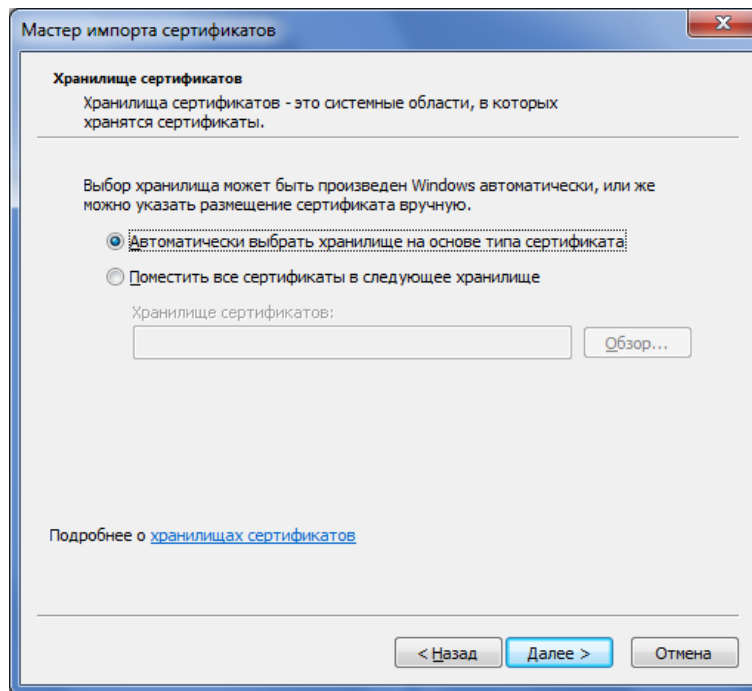 Мастер импорта сертификатов
Хранилище сертификатов
Хранилища сертификатов - это системные области, в которых
хранятся сертификаты.
Выбор хранилища может быть произведен Windows автоматически, или же
можно указать размещение сертификата вручную.
Автоматически выбрать хранилище на основе типа сертификата
Поместить все сертификаты в следующее хранилище
Хранилище сертификатов:
Обзор...
Подробнее о хранилищах сертификатов
< Назад
Далее >
Отмена